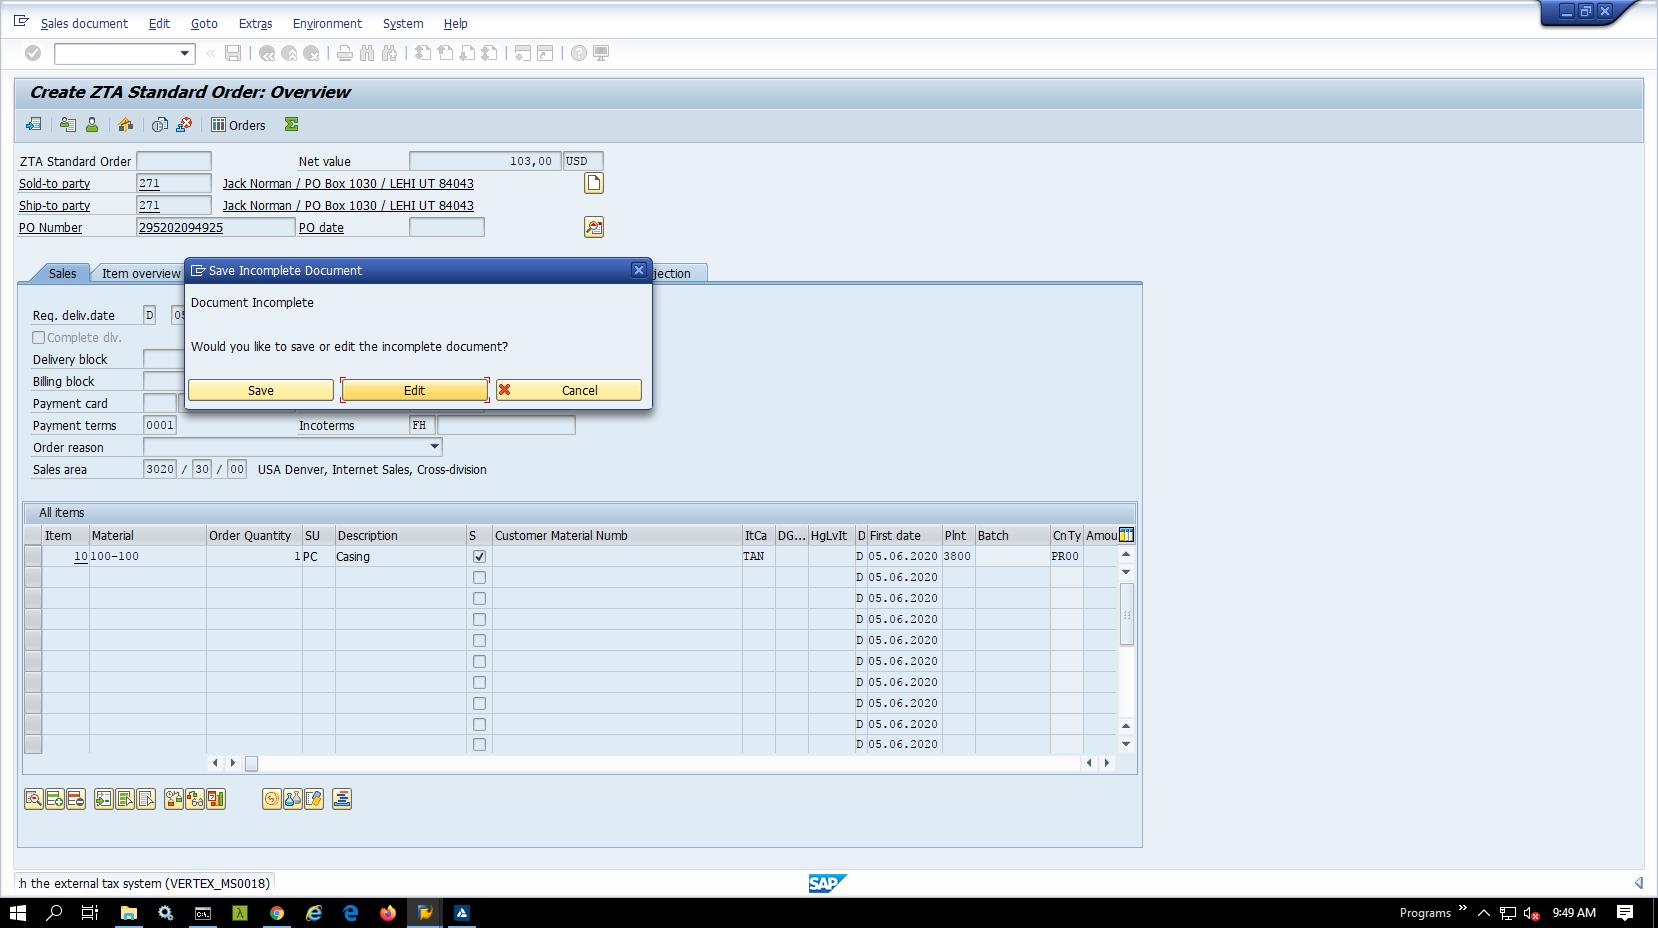 Sales document Edit Goto Extras Environment System Help
Create ZTA Standard Order: Overview
Orders
ZTA Standard Order Net value 103,00 USD
Sold-to party 271 Jack Norman / PO Box 1030 / LEHI UT 84043
Ship-to party 271 Jack Norman / PO Box 1030 / LEHI UT 84043
PO Number 295202094925 PO date
Sales Item overview jection
Save Incomplete Document
Document Incomplete
Would you like to save or edit the incomplete document?
Save Edit Cancel
Req. deliv.date D 05
Complete dlv.
Delivery block
Billing block
Payment card
Payment terms 0001 Incoterms FH
Order reason
Sales area 3020 / 30 / 00 USA Denver, Internet Sales, Cross-division
All items
Item Material Order Quantity SU Description S Customer Material Numb ItCa DG... HgLvIt D First date Plnt Batch CnTy Amou
10 100-100 1 PC Casing TAN D 05.06.2020 3800 PR00
D 05.06.2020
D 05.06.2020
D 05.06.2020
D 05.06.2020
D 05.06.2020
D 05.06.2020
D 05.06.2020
D 05.06.2020
D 05.06.2020
h the external tax system (VERTEX_MS0018)
SAP
Programs 9:49 AM